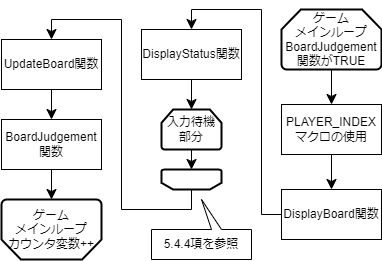 ゲーム
メインループ
BoardJudgement
関数がTRUE
PLAYER_INDEX
マクロの使用
DisplayBoard関数
DisplayStatus関数
入力待機
部分
5.4.4項を参照
UpdateBoard関数
BoardJudgement
関数
ゲーム
メインループ
カウンタ変数++